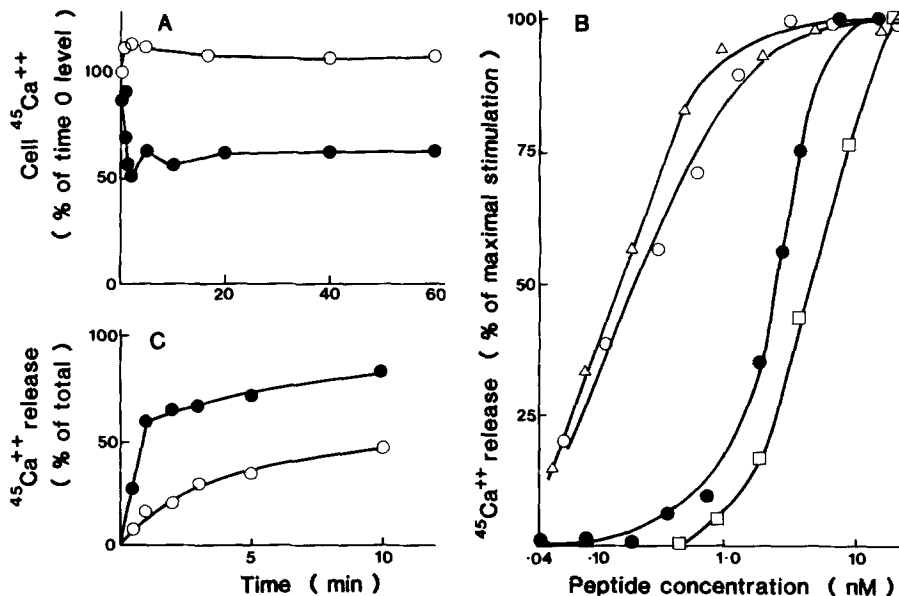 A
Cell ⁴⁵Ca⁺⁺
( % of time 0 level )
100
50
0
20
40
60
C
⁴⁵Ca⁺⁺ release
( % of total )
100
50
0
5
10
Time ( min )
B
⁴⁵Ca⁺⁺ release ( % of maximal stimulation )
100
75
50
25
·04
·10
1·0
10
Peptide concentration ( nM )